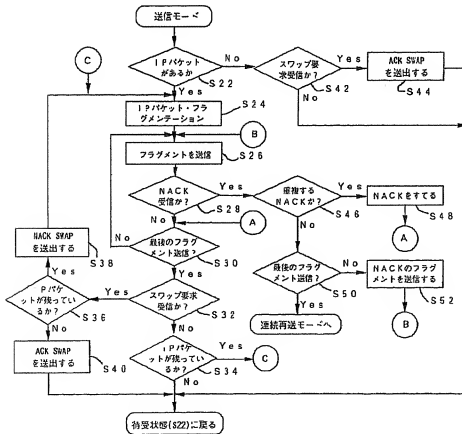 送信モード
C
IPパケット
があるか
No
S22
Yes
スワップ要
求受信か？
Yes
S42
No
ACK SWAP
を送出する
S44
IPパケット・フラ
グメンテーション
S24
B
フラグメントを送信
S26
NACK
受信か？
Yes
S28
No
A
重複する
NACKか？
Yes
S46
No
NACKをすてる
S48
A
NACK SWAP
を送出する
S38
No
最後のフラグ
メント送信？
S30
Yes
最後のフラグ
メント送信？
No
S50
Yes
NACKのフラグメ
ントを送信する
S52
B
連続再送モードへ
Yes
IPパケ
ットが残ってい
るか？
S36
No
Yes
スワップ要求
受信か？
S32
No
ACK SWAP
を送出する
S40
IPパケ
ットが残ってい
るか？
Yes
S34
C
No
待受状態(S22)に戻る